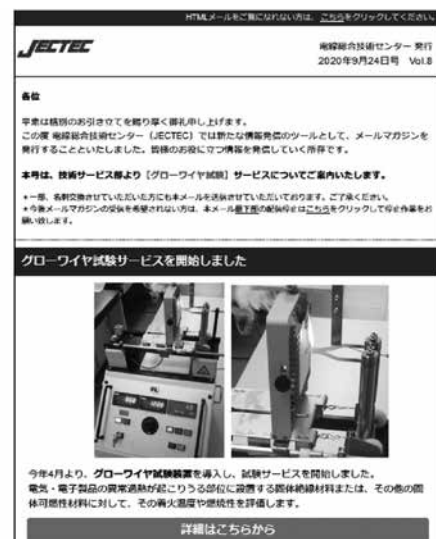 HTMLメールをご覧になれない方は、こちらをクリックしてください。
JECTEC
電線総合技術センター 発行
2020年9月24日号 Vol.8
各位
平素は格別のお引き立てを賜り厚く御礼申し上げます。
この度 電線総合技術センター（JECTEC）では新たな情報発信のツールとして、メールマガジンを
発行することといたしました。皆様のお役に立つ情報を発信していく所存です。
本号は、技術サービス部より［グローワイヤ試験］サービスについてご案内いたします。
*一部、名刺交換させていただいた方にも本メールを送信させていただいております。ご了承ください。
*今後メールマガジンの受信を希望されない方は、本メール最下部の配信停止はこちらをクリックして停止作業をお
願い致します。
グローワイヤ試験サービスを開始しました
今年4月より、グローワイヤ試験装置を導入し、試験サービスを開始しました。
電気・電子製品の異常過熱が起こりうる部位に設置する固体絶縁材料または、その他の固
体可燃性材料に対して、その着火温度や燃焼性を評価します。
詳細はこちらから